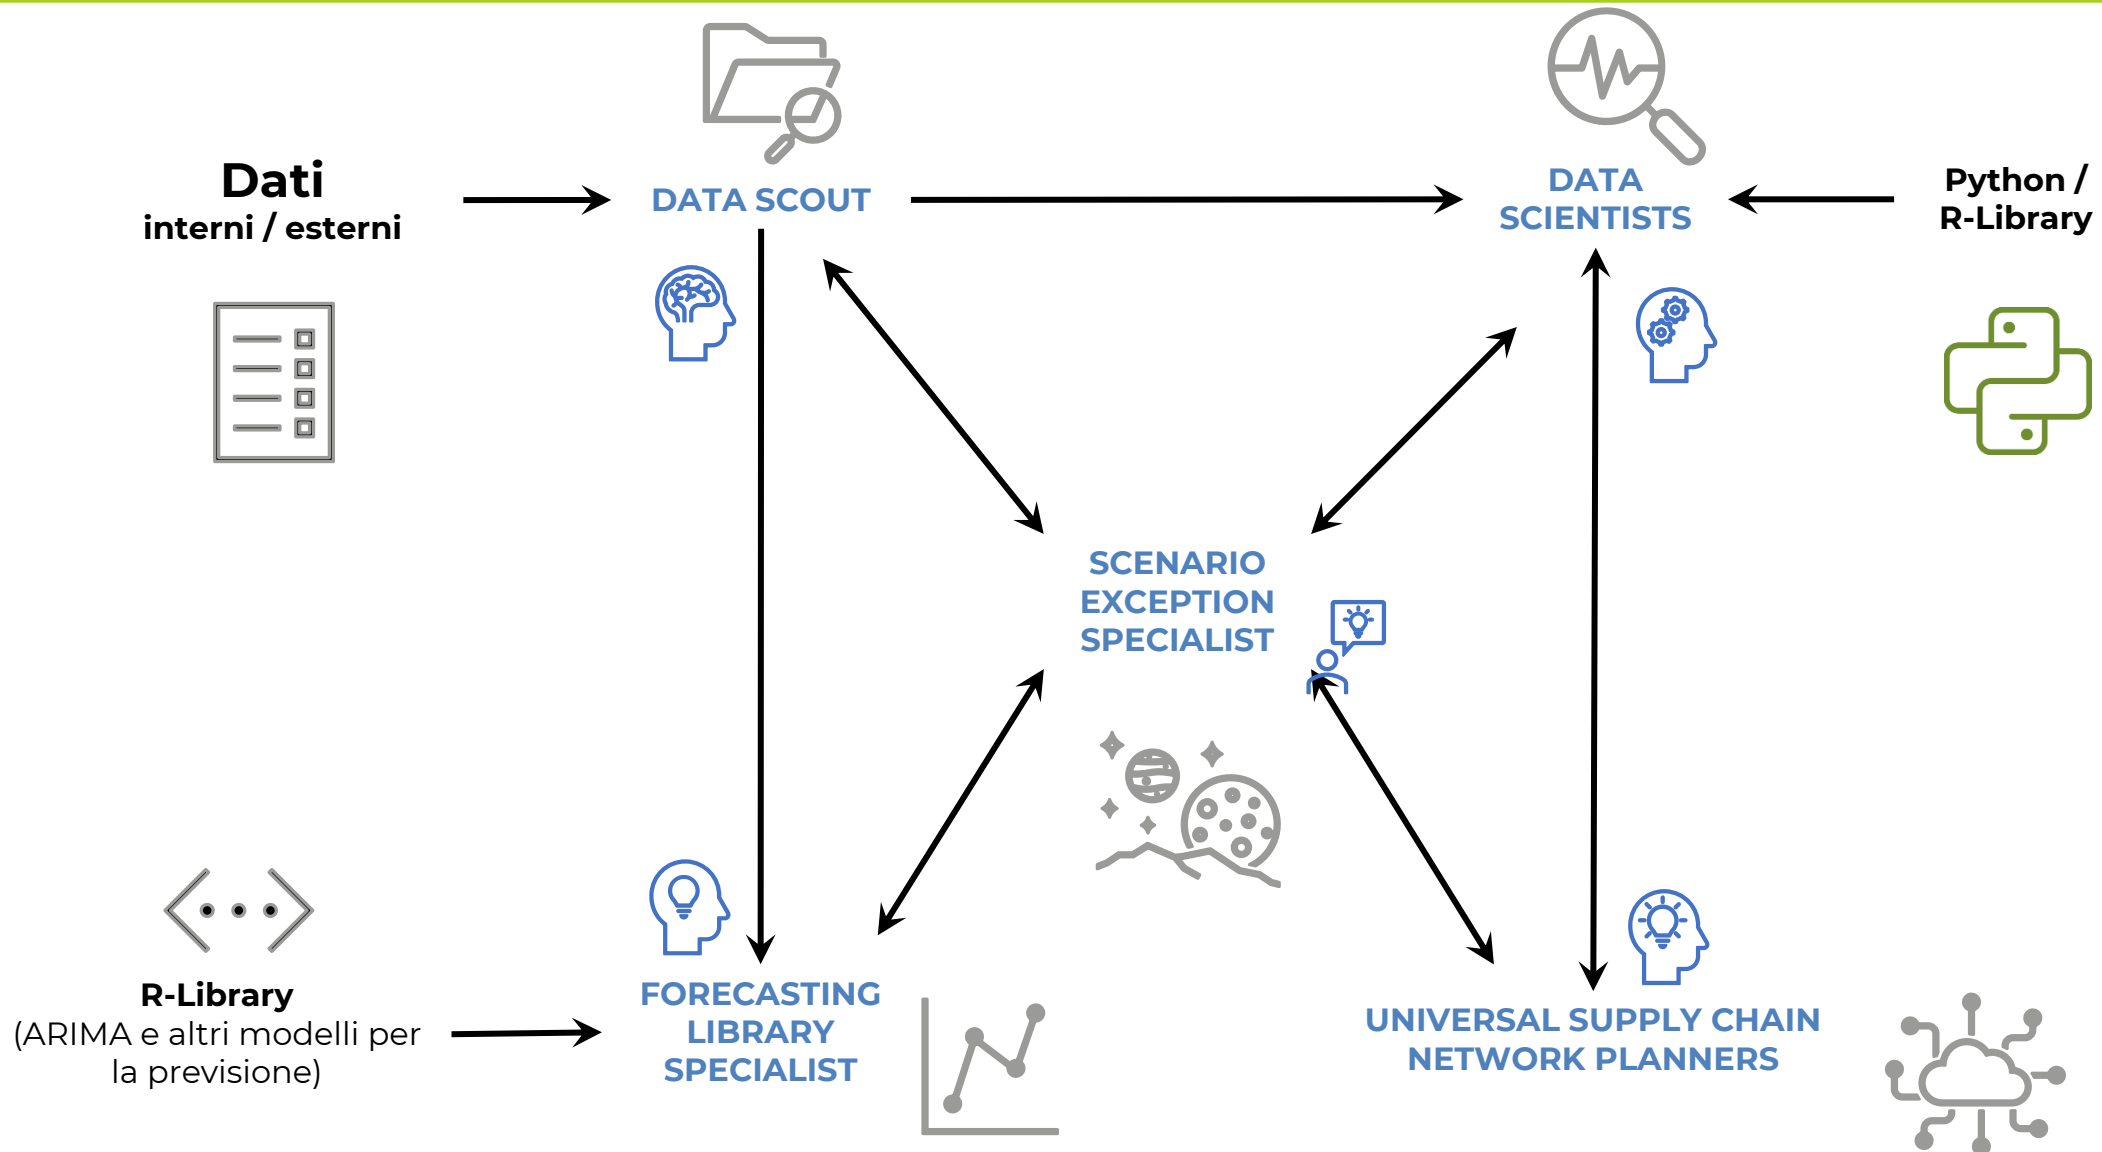 Dati
interni / esterni
DATA SCOUT
DATA
SCIENTISTS
Python /
R-Library
SCENARIO
EXCEPTION
SPECIALIST
R-Library
(ARIMA e altri modelli per
la previsione)
FORECASTING
LIBRARY
SPECIALIST
UNIVERSAL SUPPLY CHAIN
NETWORK PLANNERS